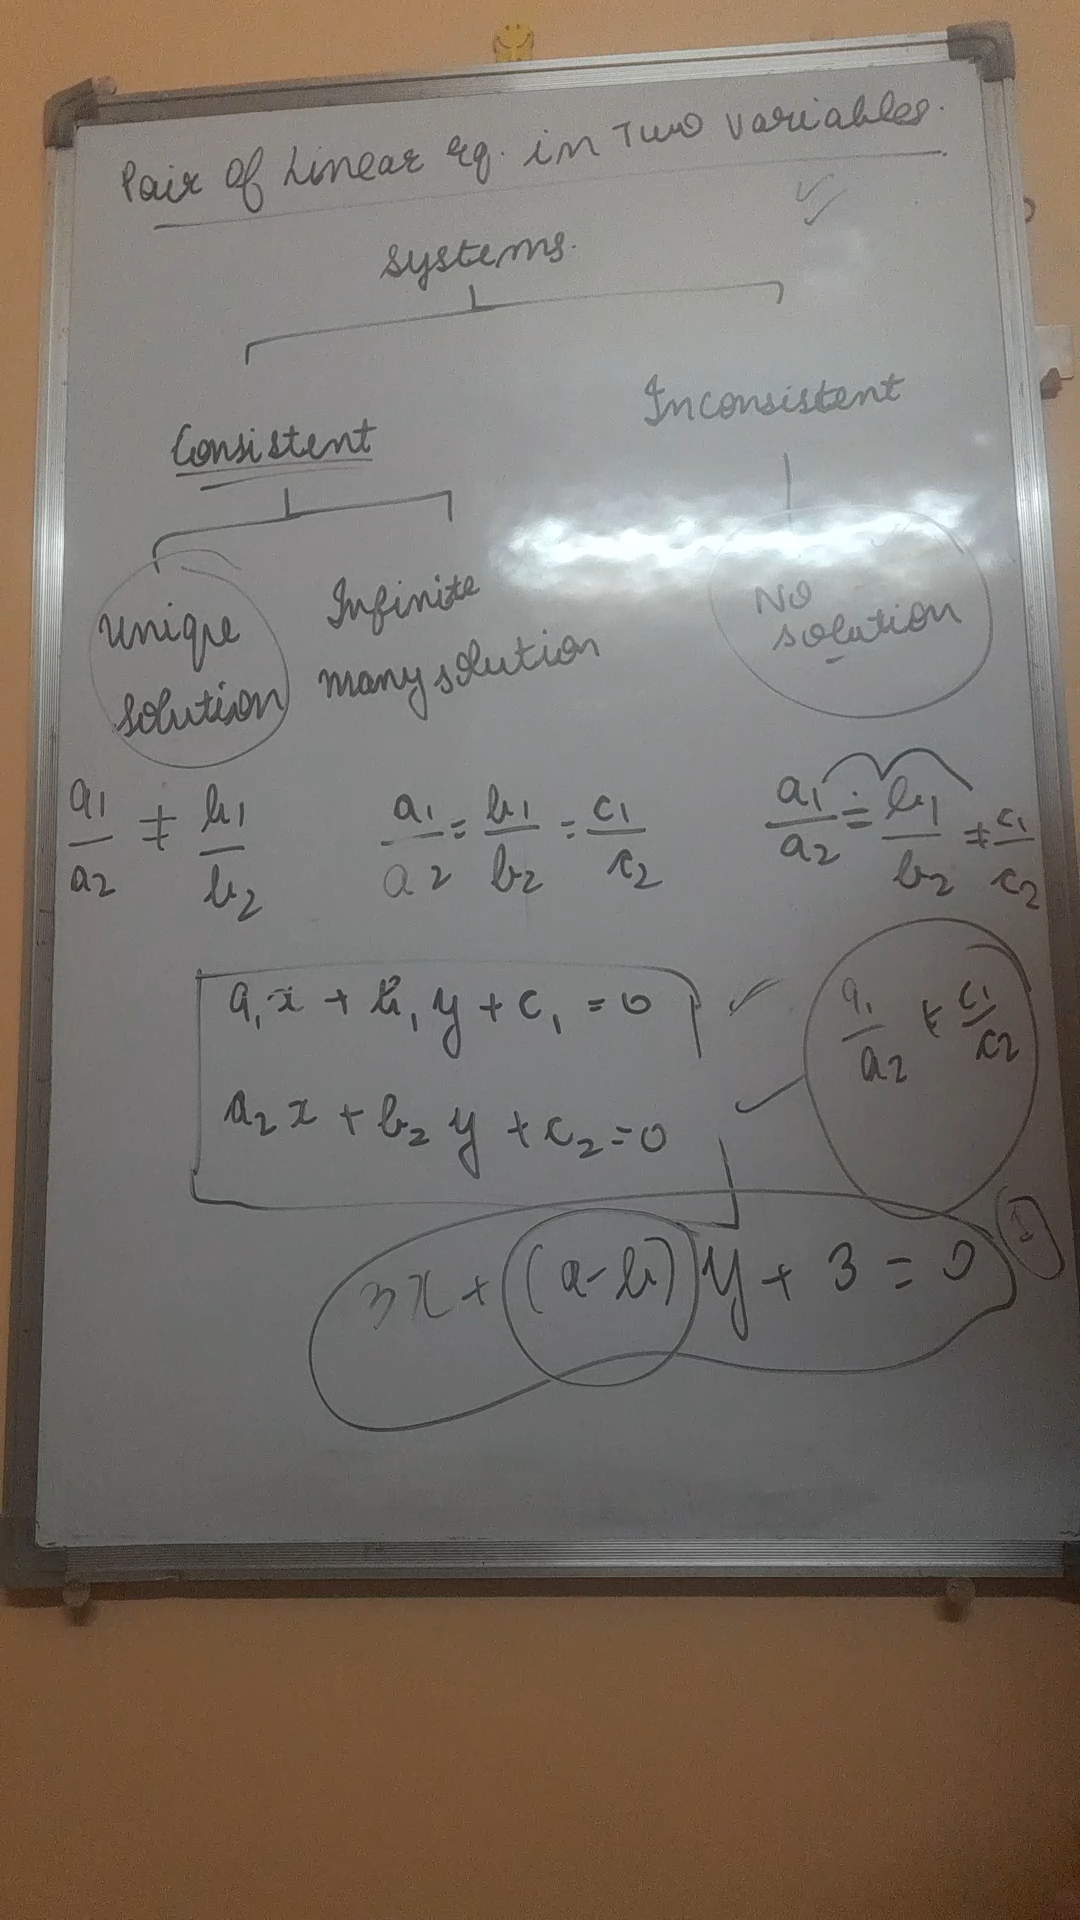 Pair of Linear Eq. in Two variables.
systems.
Consistent
Inconsistent
Unique solution
Infinite many solution
No solution
a1/a2 ≠ b1/b2
a1/a2 = b1/b2 = c1/c2
a1/a2 = b1/b2 ≠ c1/c2
a1x + b1y + c1 = 0
a1/a2 ≠ c1/c2
a2x + b2y + c2 = 0
3x + (a-b)y + 3 = 0